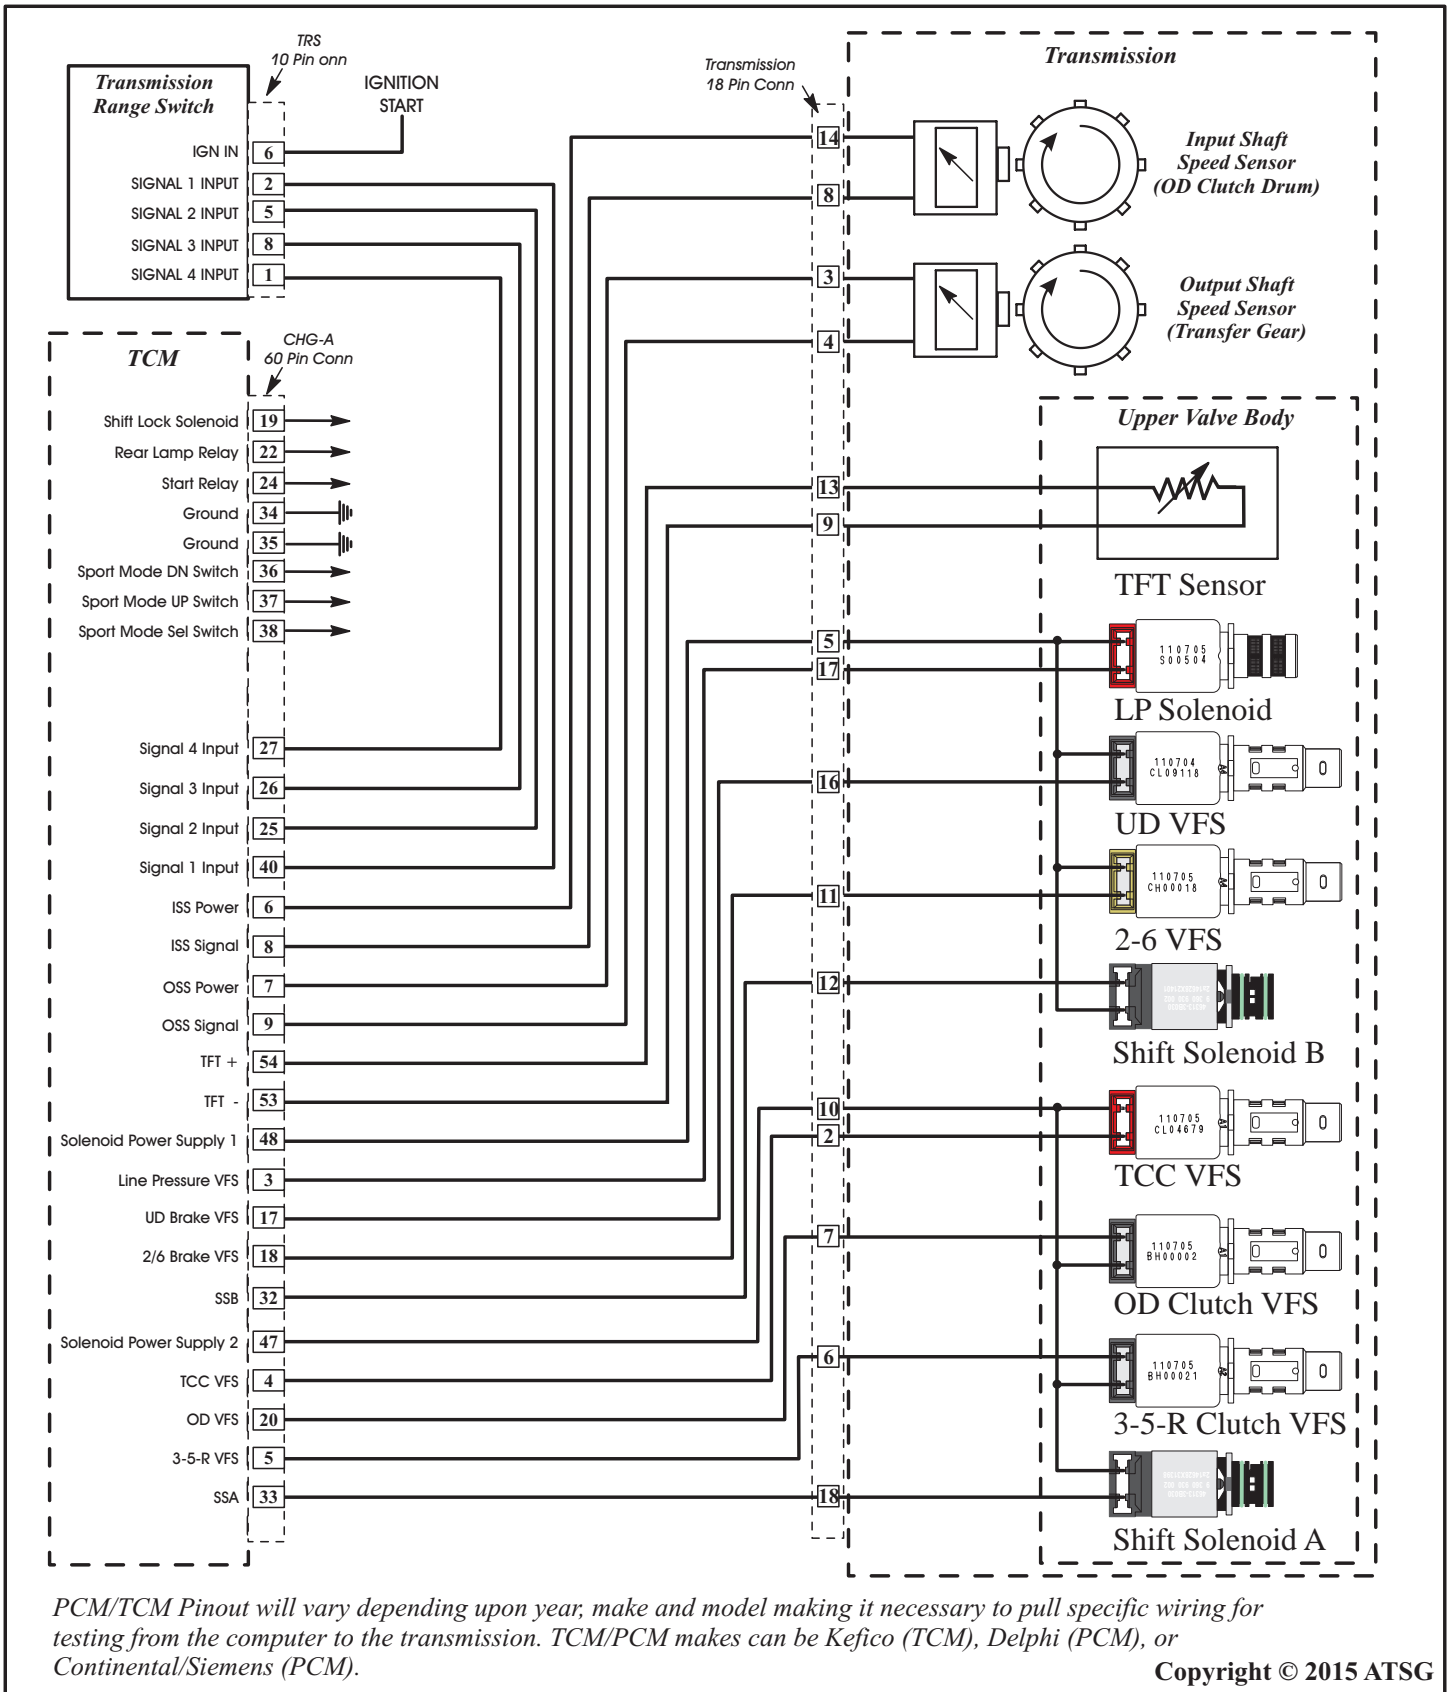 TRS
10 Pin onn
Transmission
Range Switch
IGNITION
START
IGN IN 6
SIGNAL 1 INPUT 2
SIGNAL 2 INPUT 5
SIGNAL 3 INPUT 8
SIGNAL 4 INPUT 1
TCM
CHG-A
60 Pin Conn
Shift Lock Solenoid 19
Rear Lamp Relay 22
Start Relay 24
Ground 34
Ground 35
Sport Mode DN Switch 36
Sport Mode UP Switch 37
Sport Mode Sel Switch 38
Signal 4 Input 27
Signal 3 Input 26
Signal 2 Input 25
Signal 1 Input 40
ISS Power 6
ISS Signal 8
OSS Power 7
OSS Signal 9
TFT + 54
TFT - 53
Solenoid Power Supply 1 48
Line Pressure VFS 3
UD Brake VFS 17
2/6 Brake VFS 18
SSB 32
Solenoid Power Supply 2 47
TCC VFS 4
OD VFS 20
3-5-R VFS 5
SSA 33
Transmission
18 Pin Conn
14
8
3
4
13
9
5
17
16
11
12
10
2
7
6
18
Transmission
Input Shaft
Speed Sensor
(OD Clutch Drum)
Output Shaft
Speed Sensor
(Transfer Gear)
Upper Valve Body
TFT Sensor
110705
S00504
LP Solenoid
110704
CL09118
UD VFS
110705
CH00018
2-6 VFS
Shift Solenoid B
110705
CL04679
TCC VFS
110705
BH00002
OD Clutch VFS
110705
BH00021
3-5-R Clutch VFS
Shift Solenoid A
PCM/TCM Pinout will vary depending upon year, make and model making it necessary to pull specific wiring for
testing from the computer to the transmission. TCM/PCM makes can be Kefico (TCM), Delphi (PCM), or
Continental/Siemens (PCM).
Copyright © 2015 ATSG